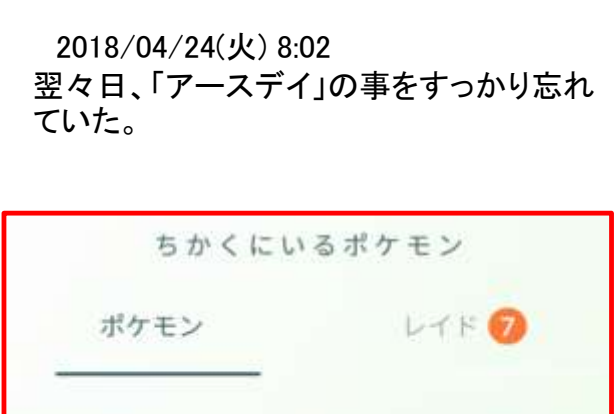 2018/04/24(火) 8:02
翌々日、「アースデイ」の事をすっかり忘れ
ていた。
ちかくにいるポケモン
ポケモン
レイド 7